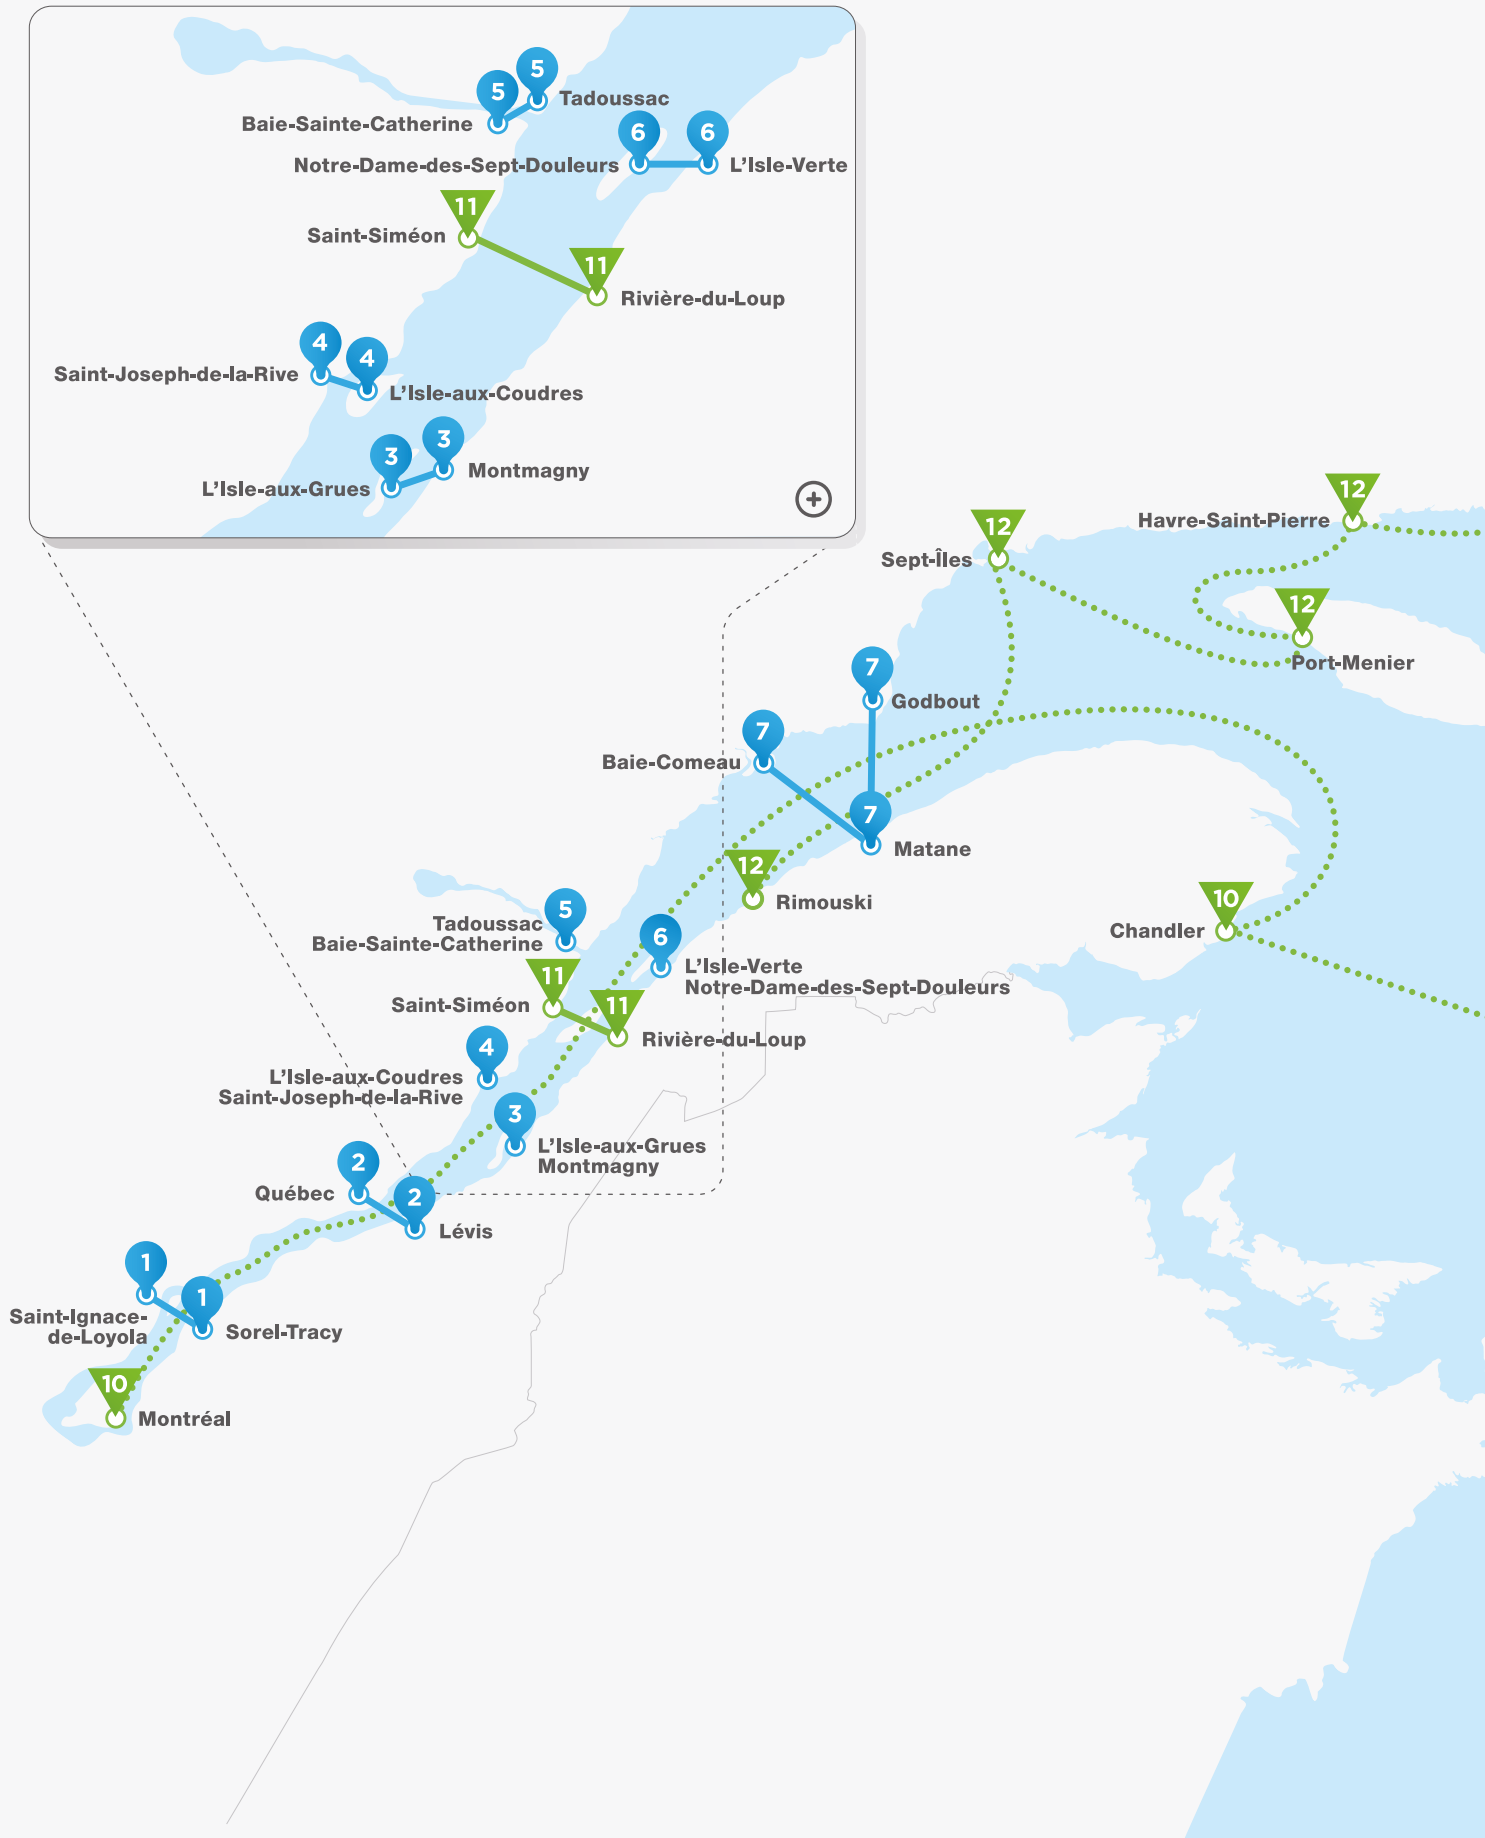 5
5
Tadoussac
Baie-Sainte-Catherine
6
6
Notre-Dame-des-Sept-Douleurs
L'Isle-Verte
11
Saint-Siméon
11
Rivière-du-Loup
4
4
Saint-Joseph-de-la-Rive
L'Isle-aux-Coudres
3
3
Montmagny
L'Isle-aux-Grues
12
Havre-Saint-Pierre
12
Sept-Îles
12
Port-Menier
7
Godbout
7
Baie-Comeau
7
Matane
12
Rimouski
10
Chandler
5
Tadoussac
Baie-Sainte-Catherine
6
L'Isle-Verte
Notre-Dame-des-Sept-Douleurs
11
Saint-Siméon
11
Rivière-du-Loup
4
L'Isle-aux-Coudres
Saint-Joseph-de-la-Rive
3
L'Isle-aux-Grues
Montmagny
2
Québec
2
Lévis
1
Saint-Ignace-
de-Loyola
1
Sorel-Tracy
10
Montréal